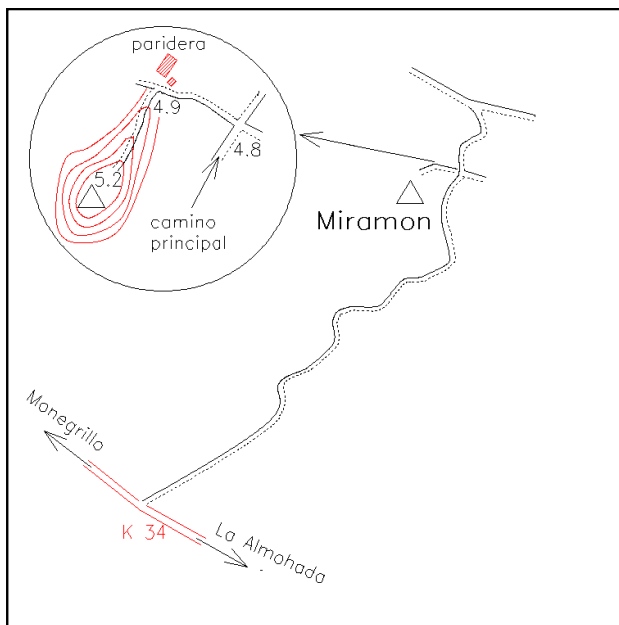 paridera
4.9
4.8
5.2
camino
principal
Miramon
Monegrillo
K 34
La Almohada